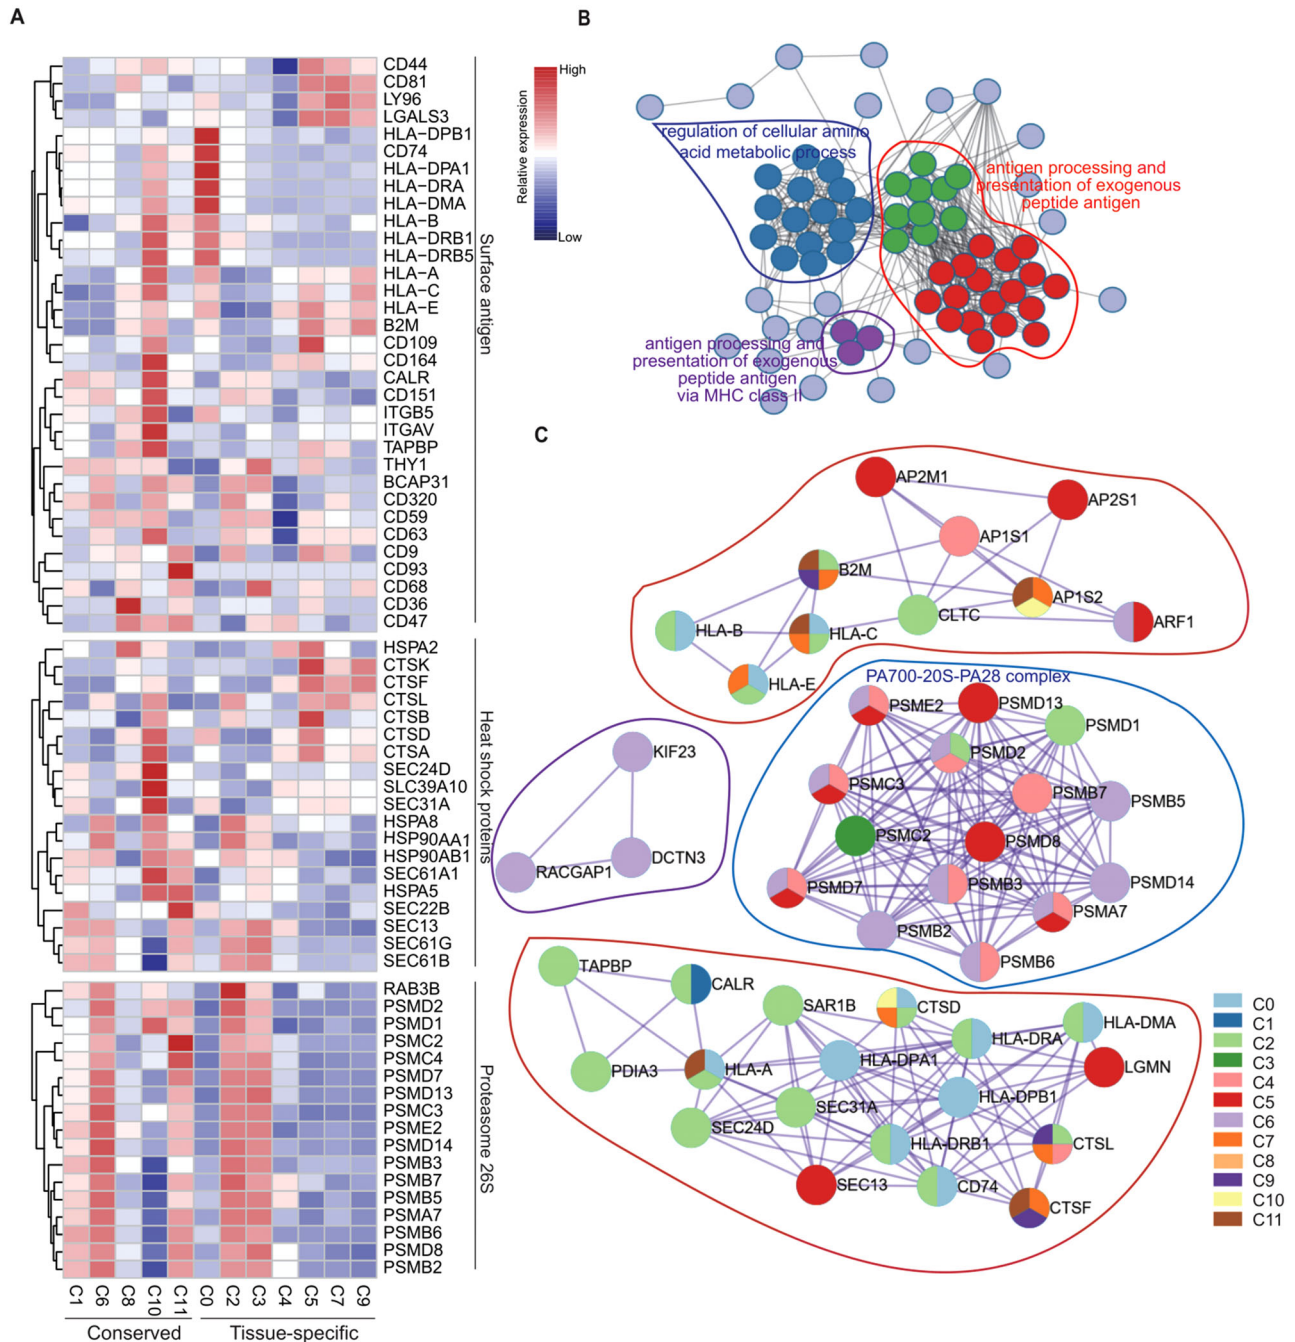 A
CD44
CD81
LY96
LGALS3
HLA−DPB1
CD74
HLA−DPA1
HLA−DRA
HLA−DMA
HLA−B
HLA−DRB1
HLA−DRB5
HLA−A
HLA−C
HLA−E
B2M
CD109
CD164
CALR
CD151
ITGB5
ITGAV
TAPBP
THY1
BCAP31
CD320
CD59
CD63
CD9
CD93
CD68
CD36
CD47
Surface antigen
HSPA2
CTSK
CTSF
CTSL
CTSB
CTSD
CTSA
SEC24D
SLC39A10
SEC31A
HSPA8
HSP90AA1
HSP90AB1
SEC61A1
HSPA5
SEC22B
SEC13
SEC61G
SEC61B
Heat shock proteins
RAB3B
PSMD2
PSMD1
PSMC2
PSMC4
PSMD7
PSMD13
PSMC3
PSME2
PSMD14
PSMB3
PSMB7
PSMB5
PSMA7
PSMB6
PSMD8
PSMB2
Proteasome 26S
C1
C6
C8
C10
C11
C0
C2
C3
C4
C5
C7
C9
Conserved
Tissue-specific
High
Relative expression
Low
B
regulation of cellular amino
acid metabolic process
antigen processing and
presentation of exogenous
peptide antigen
antigen processing and
presentation of exogenous
peptide antigen
via MHC class II
C
AP2M1
AP2S1
AP1S1
B2M
AP1S2
CLTC
ARF1
HLA-B
HLA-C
HLA-E
PA700-20S-PA28 complex
PSME2
PSMD13
PSMD1
PSMD2
PSMC3
PSMB7
PSMB5
PSMC2
PSMD8
PSMD7
PSMB3
PSMD14
PSMA7
PSMB2
PSMB6
KIF23
RACGAP1
DCTN3
TAPBP
CALR
SAR1B
CTSD
HLA-DRA
HLA-DMA
PDIA3
HLA-A
HLA-DPA1
LGMN
SEC31A
HLA-DPB1
SEC24D
HLA-DRB1
CTSL
SEC13
CD74
CTSF
C0
C1
C2
C3
C4
C5
C6
C7
C8
C9
C10
C11